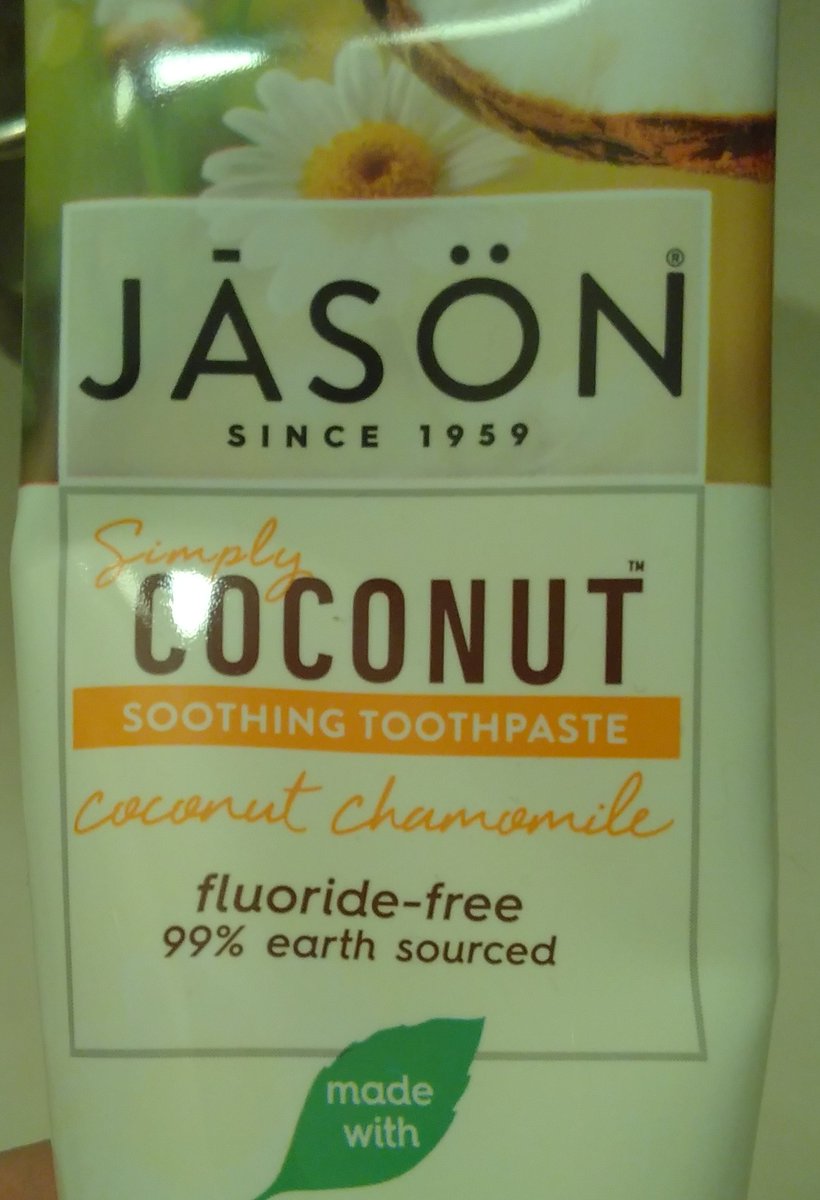 JĀSÖN®
SINCE 1959
Simply
COCONUT™
SOOTHING TOOTHPASTE
coconut chamomile
fluoride-free
99% earth sourced
made
with